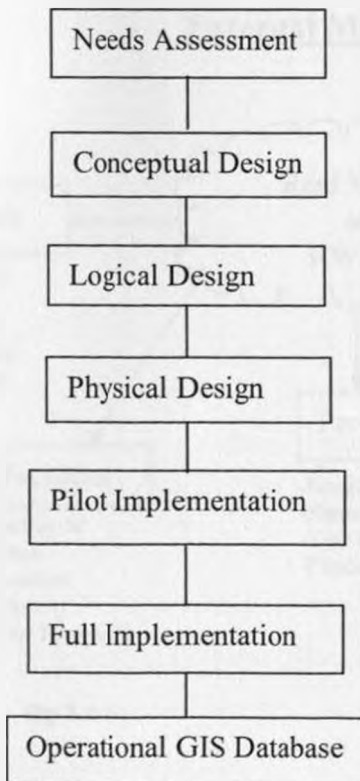 Needs Assessment
Conceptual Design
Logical Design
Physical Design
Pilot Implementation
Full Implementation
Operational GIS Database